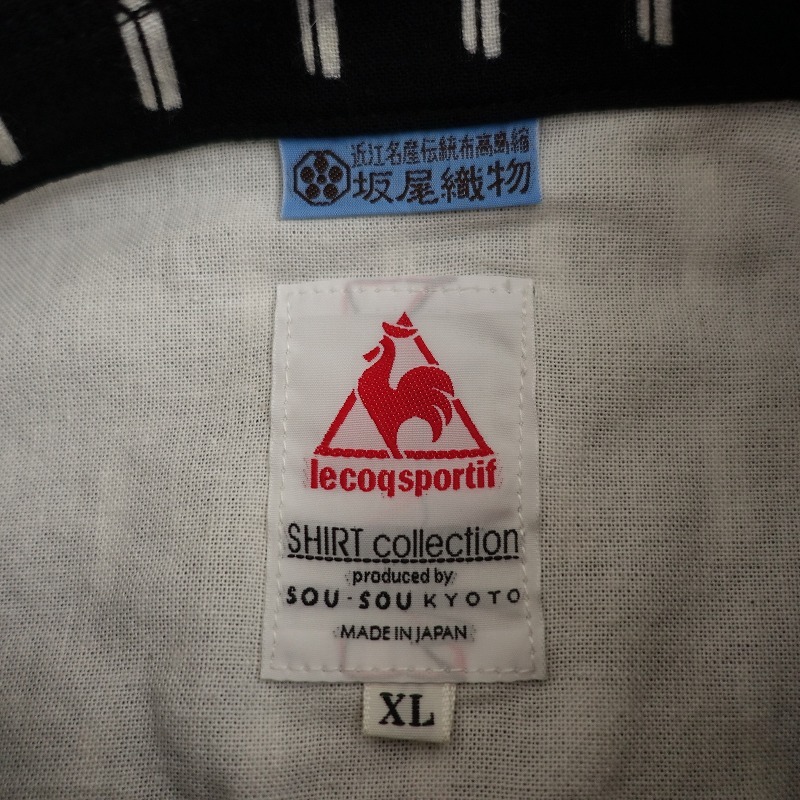 近江名産伝統布高島縮
坂尾織物
lecoqsportif
SHIRT collection
produced by
SOU・SOU KYOTO
MADE IN JAPAN
XL